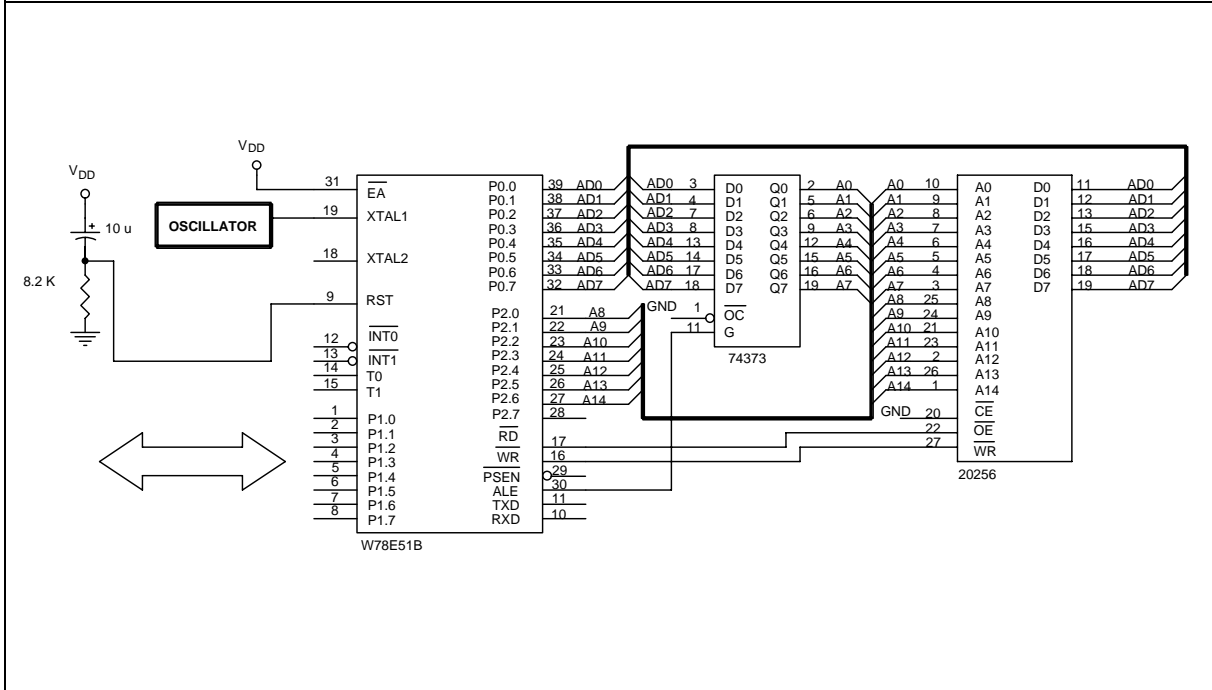 VDD
10 u
8.2 K
VDD
OSCILLATOR
31 EA
19 XTAL1
18 XTAL2
9 RST
12 INT0
13 INT1
14 T0
15 T1
1 P1.0
2 P1.1
3 P1.2
4 P1.3
5 P1.4
6 P1.5
7 P1.6
8 P1.7
P0.0 39 AD0
P0.1 38 AD1
P0.2 37 AD2
P0.3 36 AD3
P0.4 35 AD4
P0.5 34 AD5
P0.6 33 AD6
P0.7 32 AD7
P2.0 21 A8
P2.1 22 A9
P2.2 23 A10
P2.3 24 A11
P2.4 25 A12
P2.5 26 A13
P2.6 27 A14
P2.7 28
RD 17
WR 16
PSEN 29
ALE 30
TXD 11
RXD 10
W78E51B
AD0 3 D0 Q0 2 A0
AD1 4 D1 Q1 5 A1
AD2 7 D2 Q2 6 A2
AD3 8 D3 Q3 9 A3
AD4 13 D4 Q4 12 A4
AD5 14 D5 Q5 15 A5
AD6 17 D6 Q6 16 A6
AD7 18 D7 Q7 19 A7
GND 1 OC
11 G
74373
A0 10 A0 D0 11 AD0
A1 9 A1 D1 12 AD1
A2 8 A2 D2 13 AD2
A3 7 A3 D3 15 AD3
A4 6 A4 D4 16 AD4
A5 5 A5 D5 17 AD5
A6 4 A6 D6 18 AD6
A7 3 A7 D7 19 AD7
A8 25 A8
A9 24 A9
A10 21 A10
A11 23 A11
A12 2 A12
A13 26 A13
A14 1 A14
GND 20 CE
22 OE
27 WR
20256